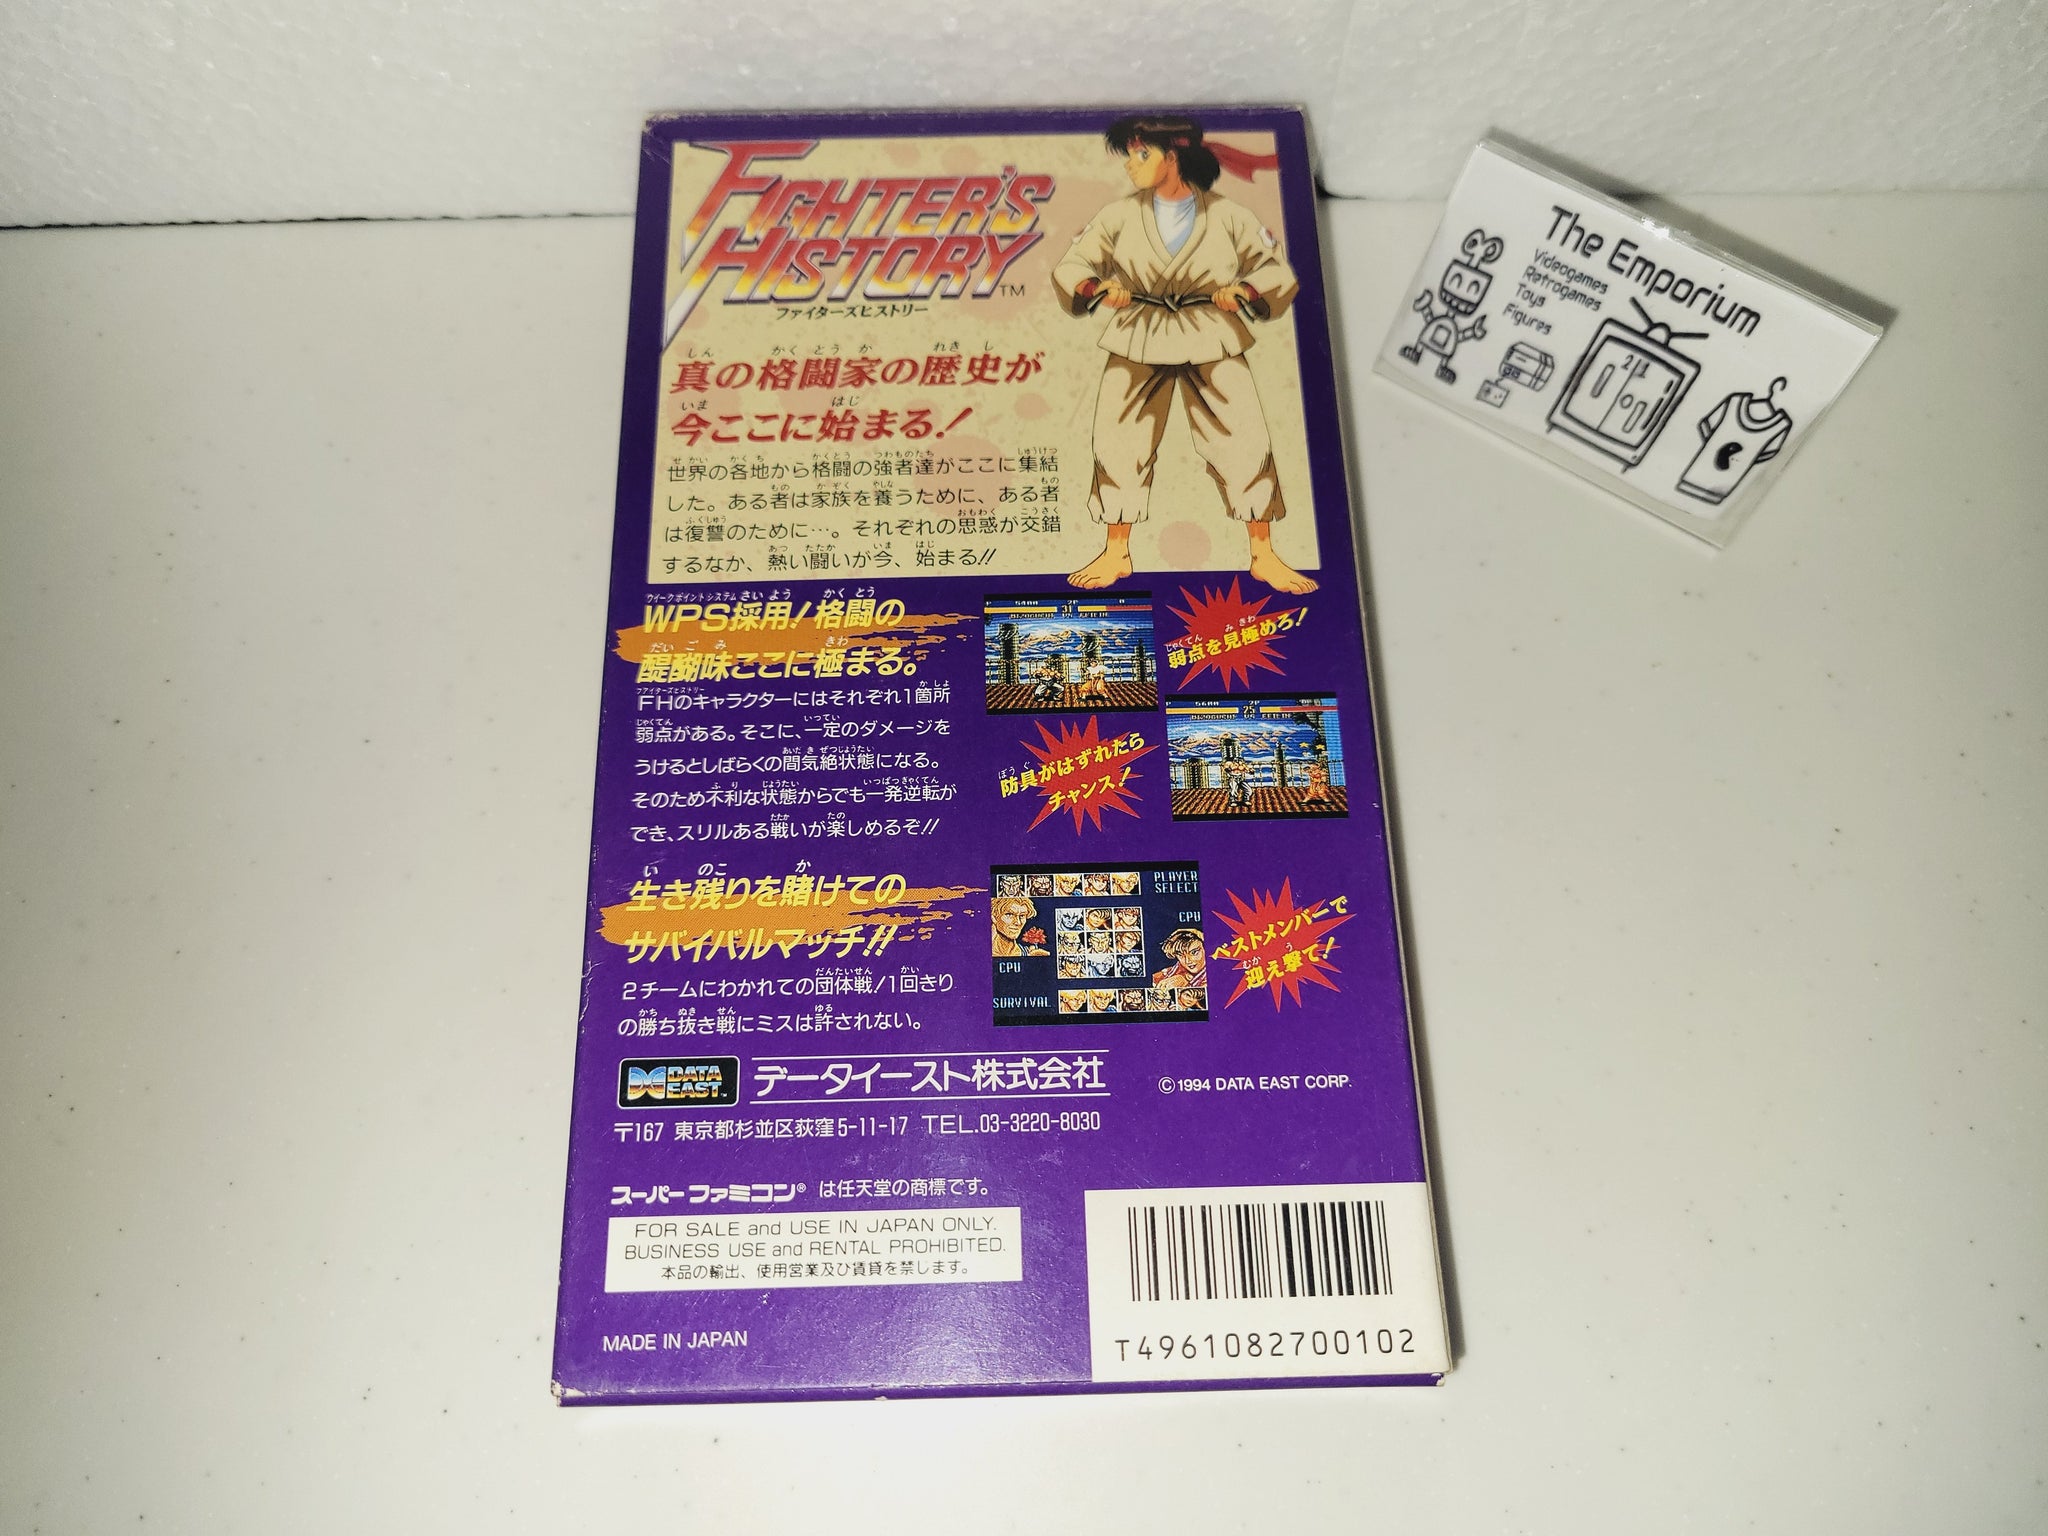 FIGHTER'S
HISTORY TM
ファイターズヒストリー
真の格闘家の歴史が
今ここに始まる!
世界の各地から格闘の強者達がここに集結
した。ある者は家族を養うために、ある者
は復讐のために…。それぞれの思惑が交錯
するなか、熱い闘いが今、始まる!!
WPS採用!格闘の
醍醐味ここに極まる。
FHのキャラクターにはそれぞれ1箇所
弱点がある。そこに、一定のダメージを
うけるとしばらくの間気絶状態になる。
そのため不利な状態からでも一発逆転が
でき、スリルある戦いが楽しめるぞ!!
弱点を見極めろ!
防具がはずれたら
チャンス!
生き残りを賭けての
サバイバルマッチ!!
2チームにわかれての団体戦!1回きり
の勝ち抜き戦にミスは許されない。
PLAYER
SELECT
CPU
CPU
SURVIVAL
ベストメンバーで
迎え撃て!
DATA
EAST
データイースト株式会社
©1994 DATA EAST CORP.
〒167 東京都杉並区荻窪5-11-17 TEL.03-3220-8030
スーパーファミコン® は任天堂の商標です。
FOR SALE and USE IN JAPAN ONLY.
BUSINESS USE and RENTAL PROHIBITED.
本品の輸出、使用営業及び賃貸を禁じます。
MADE IN JAPAN
T4961082700102
The Emporium
Videogames
Retrogames
Toys
Figures